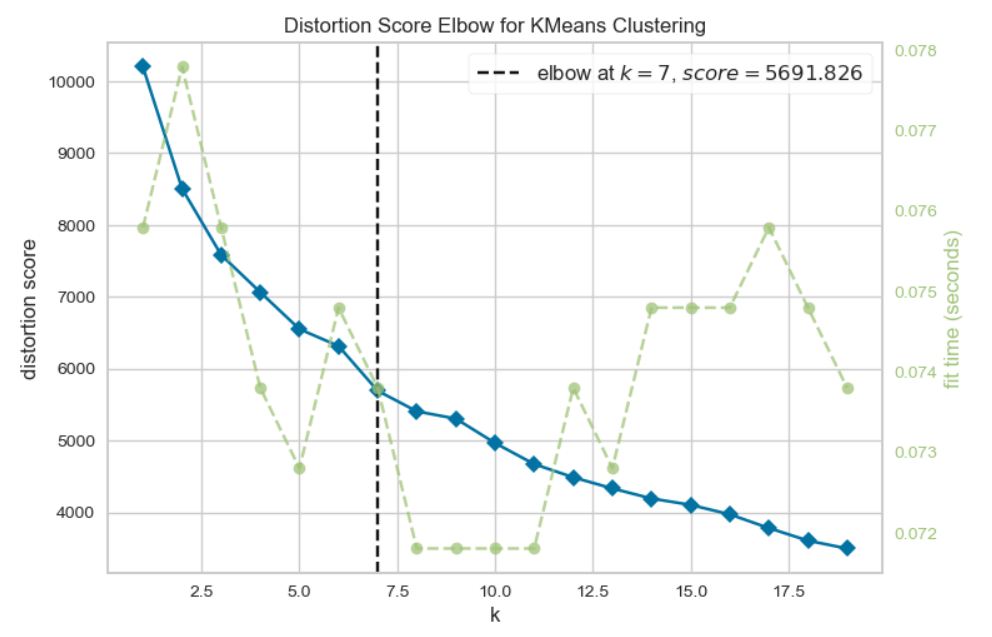 Distortion Score Elbow for KMeans Clustering
elbow at k = 7, score = 5691.826
distortion score
10000
9000
8000
7000
6000
5000
4000
0.078
0.077
0.076
0.075
0.074
0.073
0.072
fit time (seconds)
2.5 5.0 7.5 10.0 12.5 15.0 17.5
k